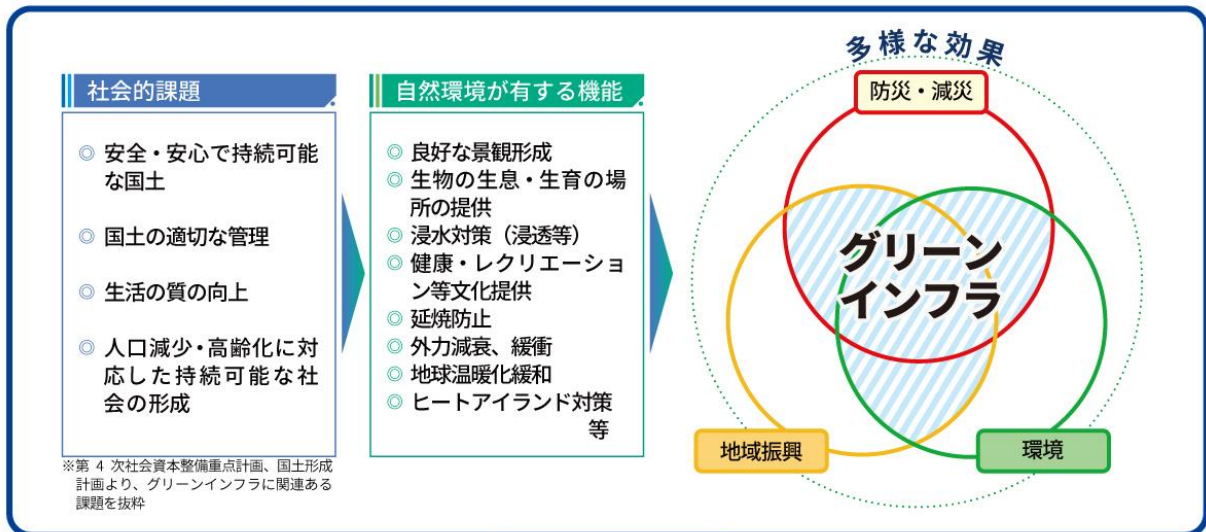 社会的課題
◎ 安全・安心で持続可能
な国土
◎ 国土の適切な管理
◎ 生活の質の向上
◎ 人口減少・高齢化に対
応した持続可能な社
会の形成
※第 4 次社会資本整備重点計画、国土形成
計画より、グリーンインフラに関連ある
課題を抜粋
自然環境が有する機能
◎ 良好な景観形成
◎ 生物の生息・生育の場
所の提供
◎ 浸水対策（浸透等）
◎ 健康・レクリエーショ
ン等文化提供
◎ 延焼防止
◎ 外力減衰、緩衝
◎ 地球温暖化緩和
◎ ヒートアイランド対策
等
多様な効果
防災・減災
グリーン
インフラ
地域振興
環境